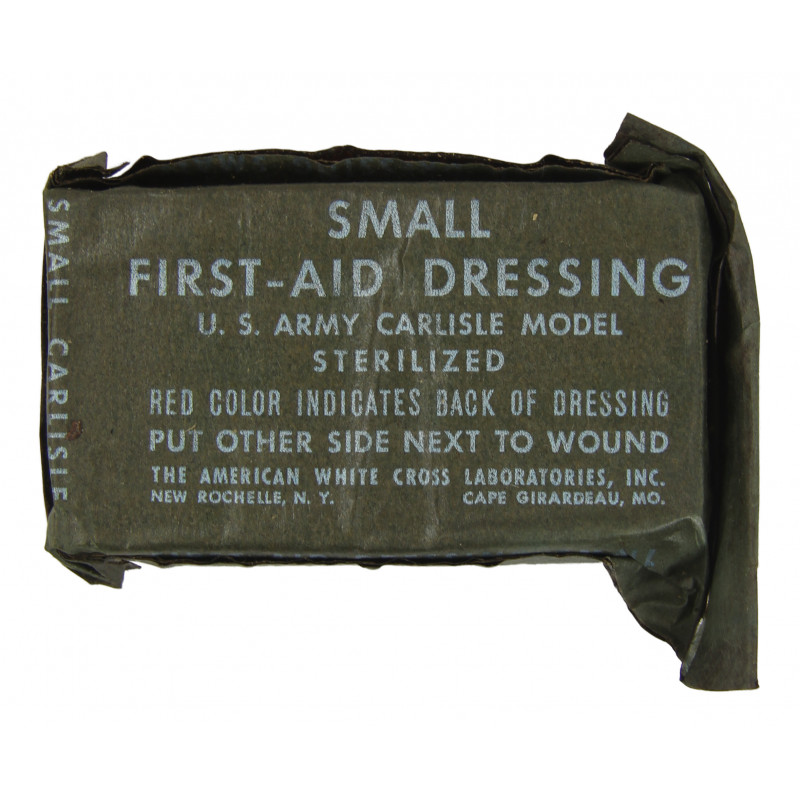 SMALL
FIRST-AID DRESSING
U. S. ARMY CARLISLE MODEL
STERILIZED
RED COLOR INDICATES BACK OF DRESSING
PUT OTHER SIDE NEXT TO WOUND
THE AMERICAN WHITE CROSS LABORATORIES, INC.
NEW ROCHELLE, N. Y. CAPE GIRARDEAU, MO.
SMALL CARLISLE